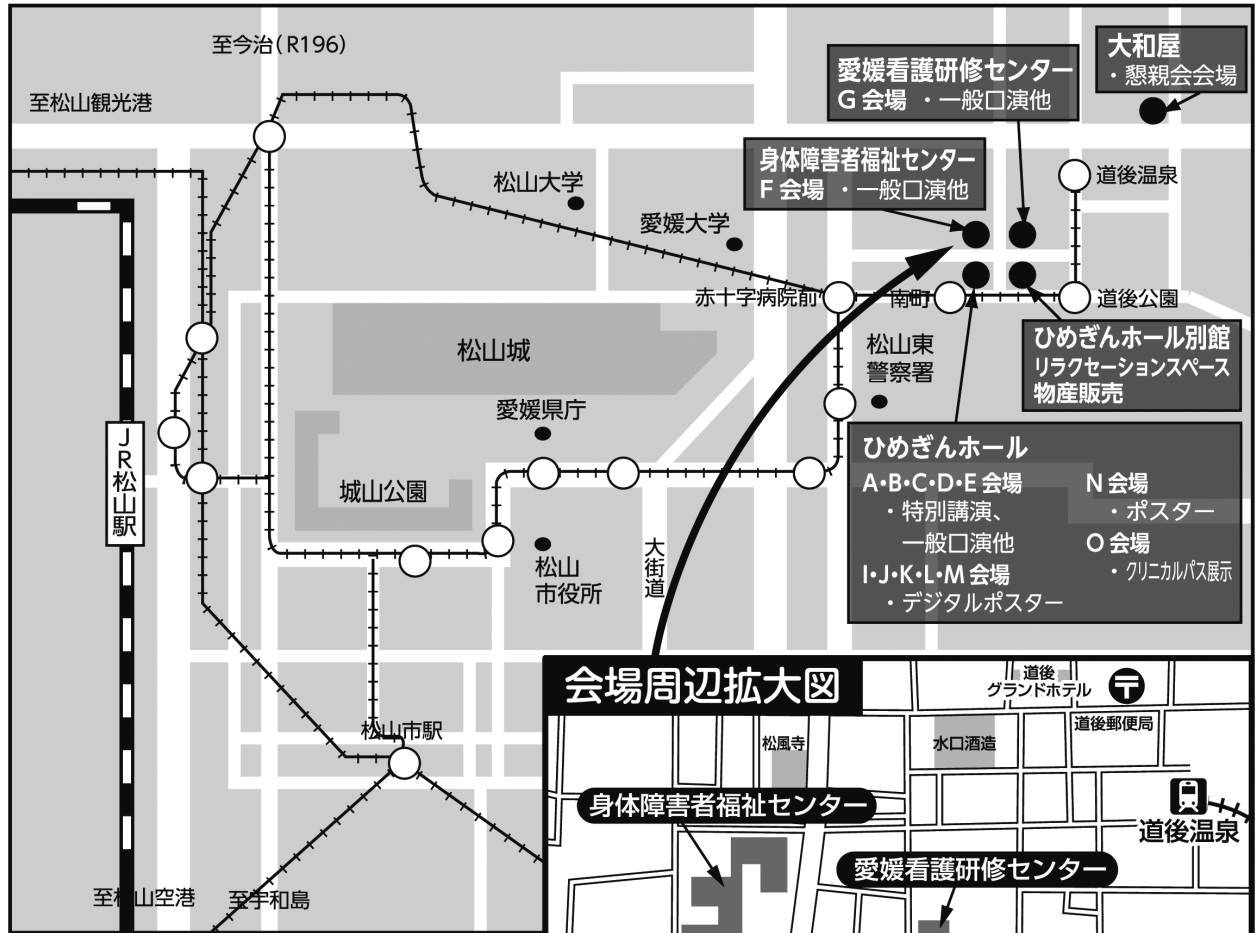 至今治（R196）
至松山観光港
愛媛看護研修センター
G 会場 ・一般口演他
大和屋
・懇親会会場
身体障害者福祉センター
F 会場 ・一般口演他
道後温泉
松山大学
愛媛大学
赤十字病院前
南町
道後公園
松山城
松山東
警察署
ひめぎんホール別館
リラクセーションスペース
物産販売
愛媛県庁
JR松山駅
城山公園
松山
市役所
大街道
ひめぎんホール
A・B・C・D・E 会場
・特別講演、
一般口演他
I・J・K・L・M 会場
・デジタルポスター
N 会場
・ポスター
O 会場
・クリニカルパス展示
松山市駅
至松山空港
至宇和島
会場周辺拡大図
道後
グランドホテル
〒
道後郵便局
松風寺
水口酒造
身体障害者福祉センター
道後温泉
愛媛看護研修センター